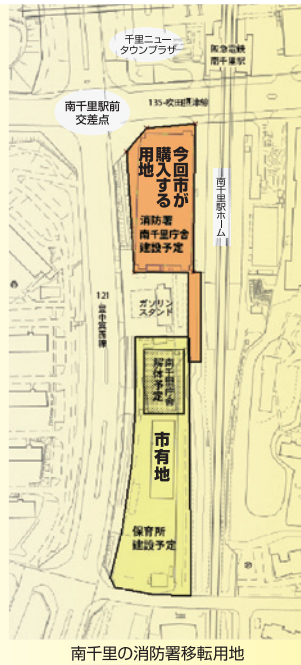 千里ニュー
タウンプラザ
阪急電鉄
南千里駅
南千里駅前
交差点
135-吹田摂津線
今回市が
購入する
用地
消防署
南千里庁舎
建設予定
南千里駅ホーム
ガソリン
スタンド
121
南千里庁舎
解体予定
市有地
保育所
建設予定
南千里の消防署移転用地